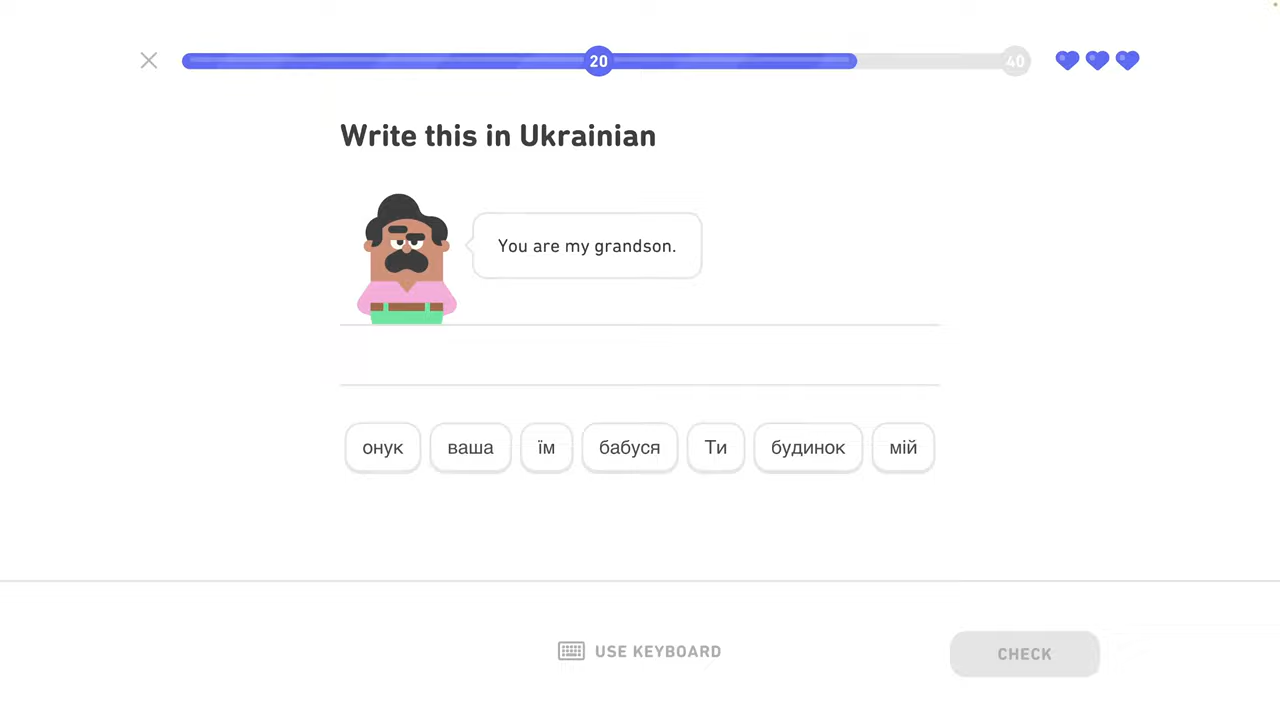 20
40
Write this in Ukrainian
You are my grandson.
онук ваша їм бабуся Ти будинок мій
USE KEYBOARD
CHECK